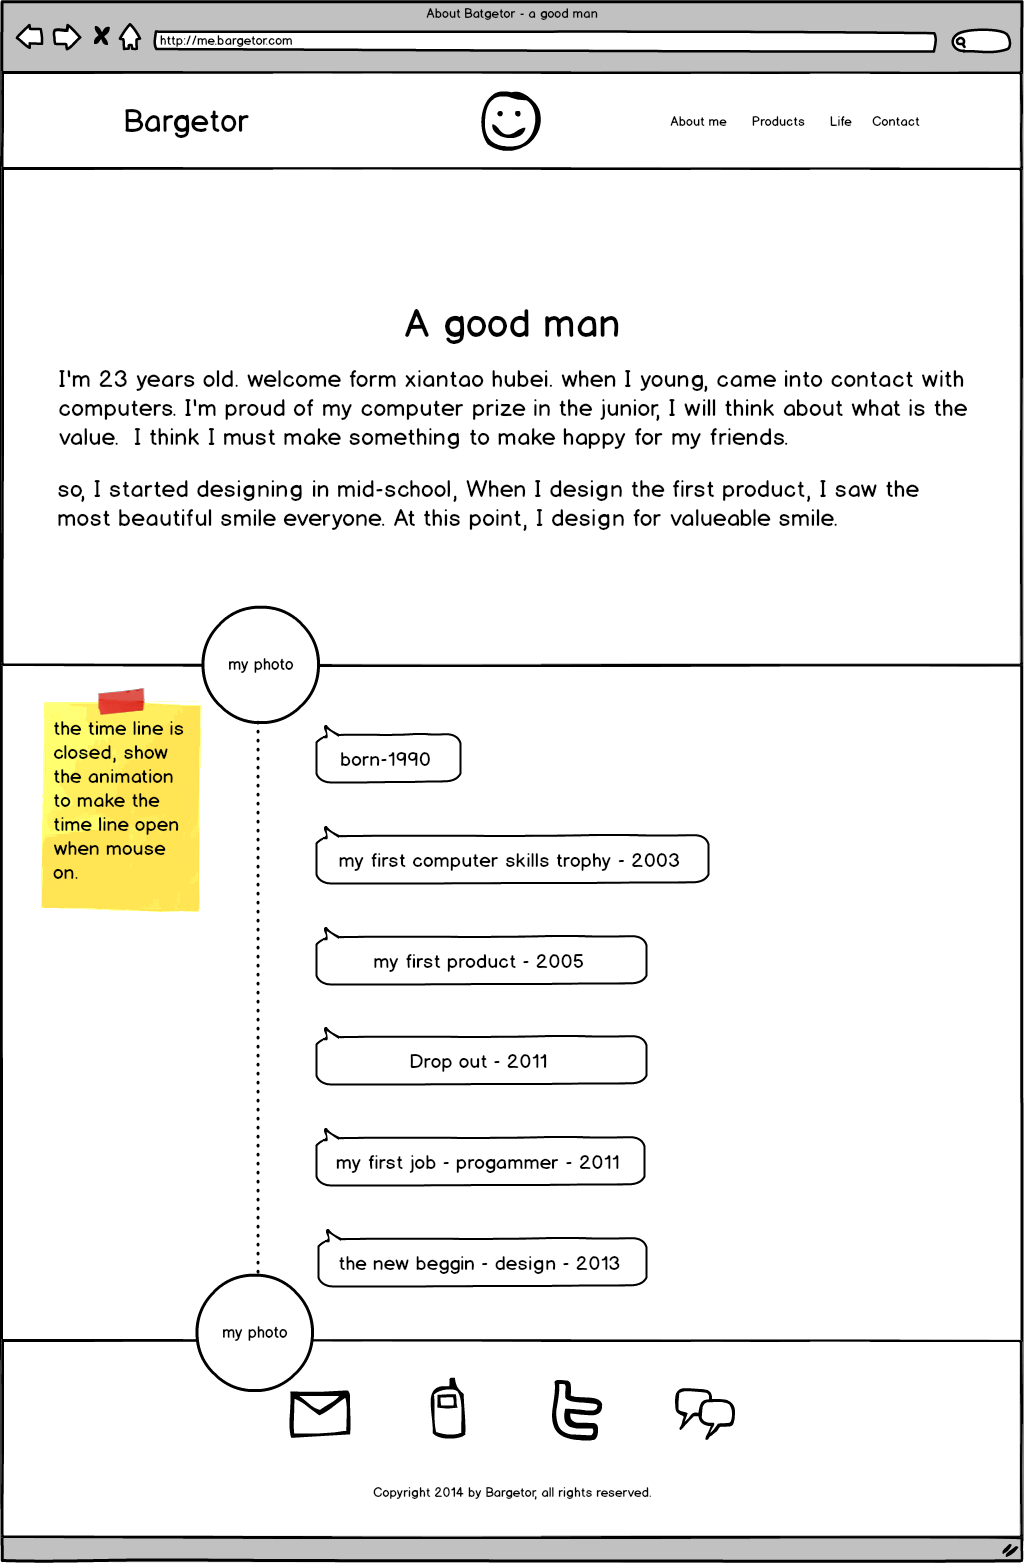 About Batgetor - a good man
http://me.bargetor.com
Bargetor
About me Products Life Contact
A good man
I'm 23 years old. welcome form xiantao hubei. when I young, came into contact with
computers. I'm proud of my computer prize in the junior, I will think about what is the
value. I think I must make something to make happy for my friends.
so, I started designing in mid-school, When I design the first product, I saw the
most beautiful smile everyone. At this point, I design for valueable smile.
my photo
the time line is
closed, show
the animation
to make the
time line open
when mouse
on.
born-1990
my first computer skills trophy - 2003
my first product - 2005
Drop out - 2011
my first job - progammer - 2011
the new beggin - design - 2013
my photo
Copyright 2014 by Bargetor, all rights reserved.